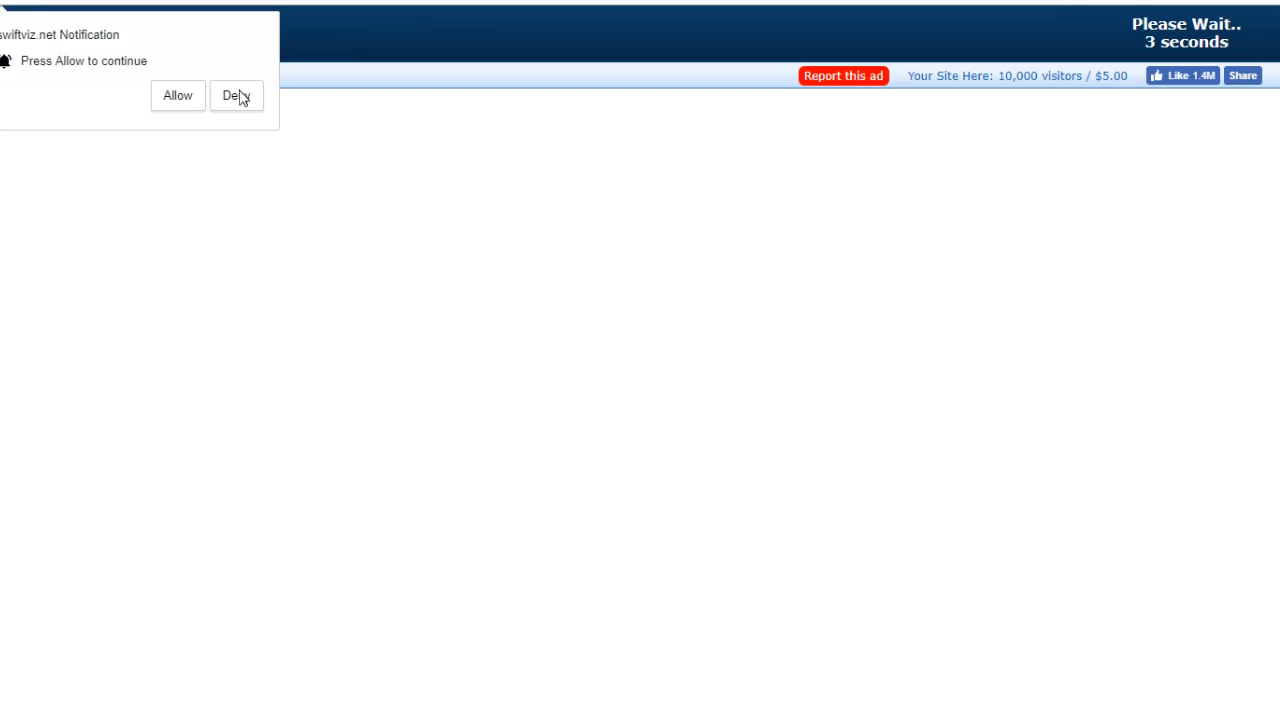 swiftviz.net Notification
Press Allow to continue
Allow
Deny
Please Wait..
3 seconds
Report this ad
Your Site Here: 10,000 visitors / $5.00
Like 1.4M
Share